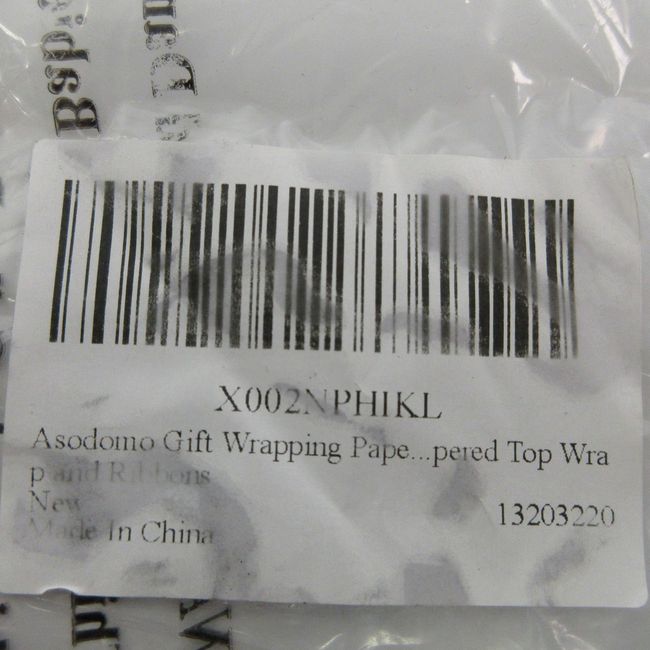 X002NPHIKL
Asodomo Gift Wrapping Pape...pered Top Wra
p and Ribbons
New
13203220
Made In China